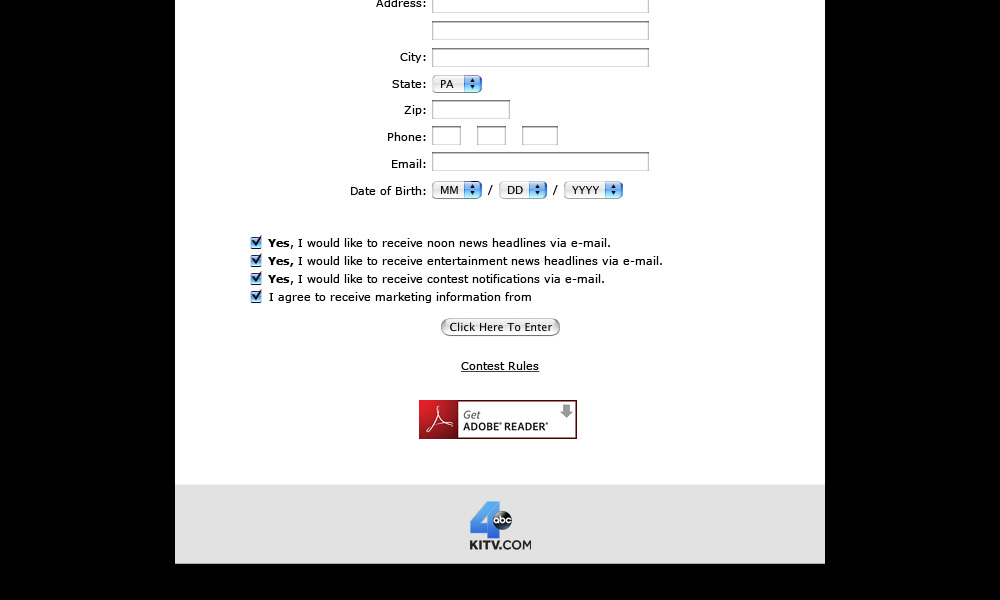 Address:
City:
State: PA
Zip:
Phone:
Email:
Date of Birth: MM / DD / YYYY
Yes, I would like to receive noon news headlines via e-mail.
Yes, I would like to receive entertainment news headlines via e-mail.
Yes, I would like to receive contest notifications via e-mail.
I agree to receive marketing information from
Click Here To Enter
Contest Rules
Get
ADOBE® READER®
4 abc
KITV.COM